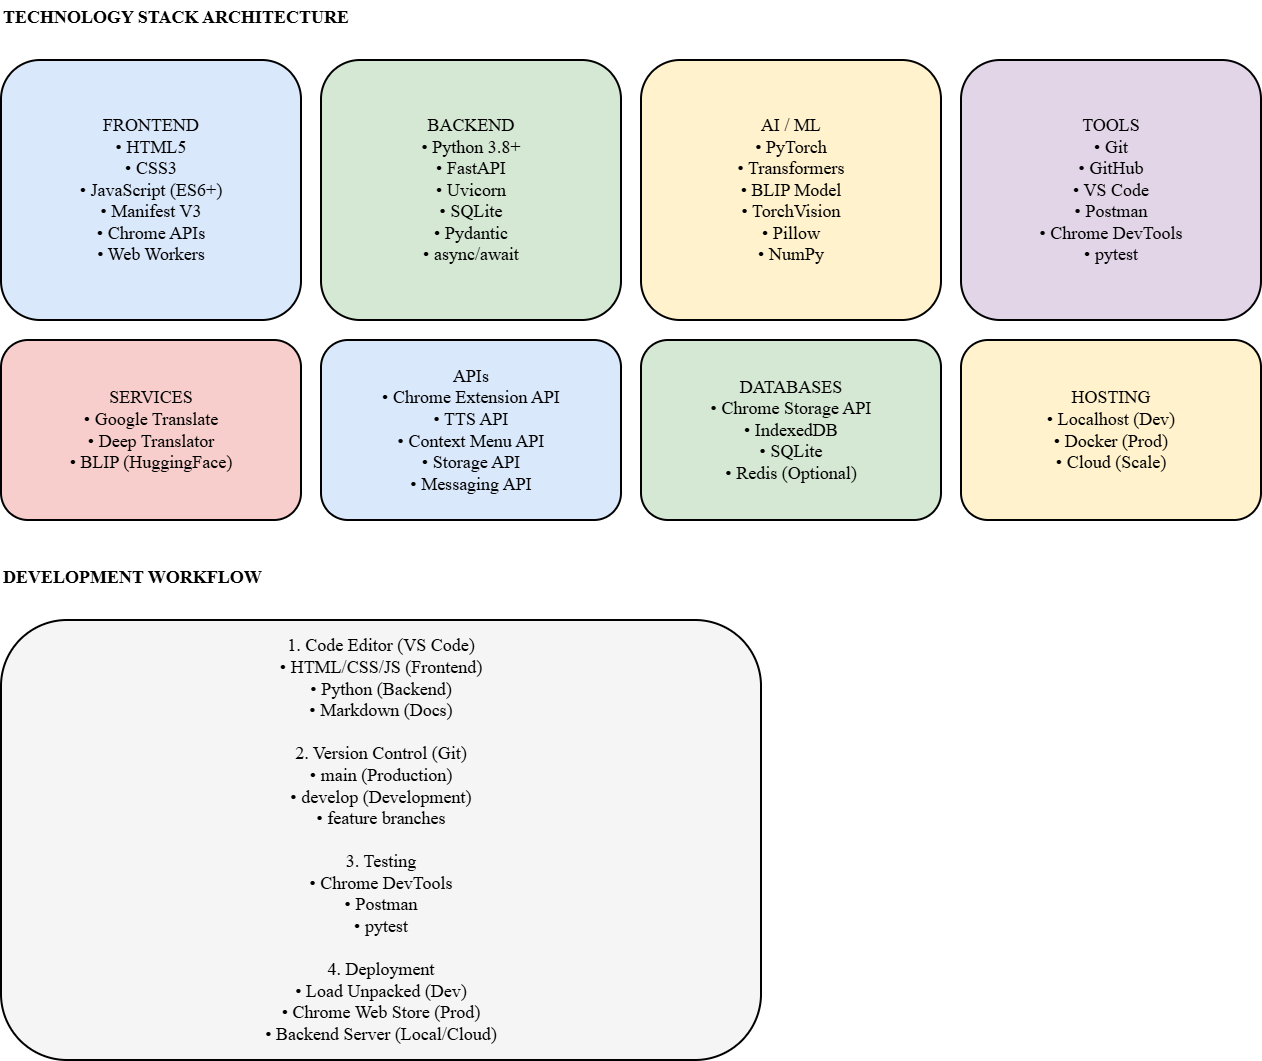 TECHNOLOGY STACK ARCHITECTURE
FRONTEND
• HTML5
• CSS3
• JavaScript (ES6+)
• Manifest V3
• Chrome APIs
• Web Workers
BACKEND
• Python 3.8+
• FastAPI
• Uvicorn
• SQLite
• Pydantic
• async/await
AI / ML
• PyTorch
• Transformers
• BLIP Model
• TorchVision
• Pillow
• NumPy
TOOLS
• Git
• GitHub
• VS Code
• Postman
• Chrome DevTools
• pytest
SERVICES
• Google Translate
• Deep Translator
• BLIP (HuggingFace)
APIs
• Chrome Extension API
• TTS API
• Context Menu API
• Storage API
• Messaging API
DATABASES
• Chrome Storage API
• IndexedDB
• SQLite
• Redis (Optional)
HOSTING
• Localhost (Dev)
• Docker (Prod)
• Cloud (Scale)
DEVELOPMENT WORKFLOW
1. Code Editor (VS Code)
• HTML/CSS/JS (Frontend)
• Python (Backend)
• Markdown (Docs)
2. Version Control (Git)
• main (Production)
• develop (Development)
• feature branches
3. Testing
• Chrome DevTools
• Postman
• pytest
4. Deployment
• Load Unpacked (Dev)
• Chrome Web Store (Prod)
• Backend Server (Local/Cloud)